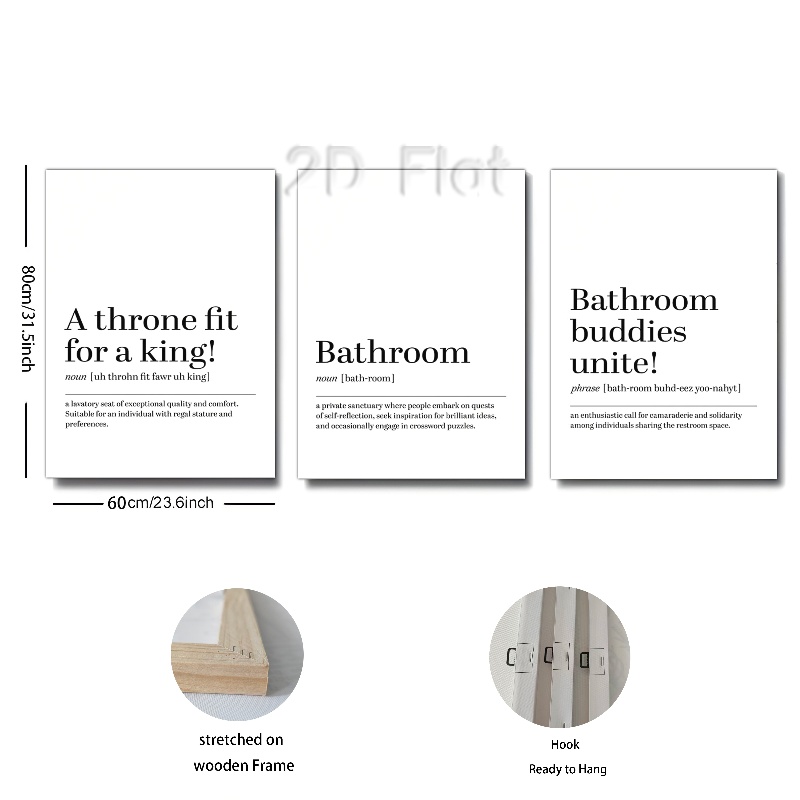 2D Flat
80cm/31.5inch
A throne fit
for a king!
noun [uh throhn fit fawr uh king]
a lavatory seat of exceptional quality and comfort.
Suitable for an individual with regal stature and
preferences.
Bathroom
noun [bath-room]
a private sanctuary where people embark on quests
of self-reflection, seek inspiration for brilliant ideas,
and occasionally engage in crossword puzzles.
Bathroom
buddies
unite!
phrase [bath-room buhd-eez yoo-nahyt]
an enthusiastic call for camaraderie and solidarity
among individuals sharing the restroom space.
60cm/23.6inch
stretched on
wooden Frame
Hook
Ready to Hang